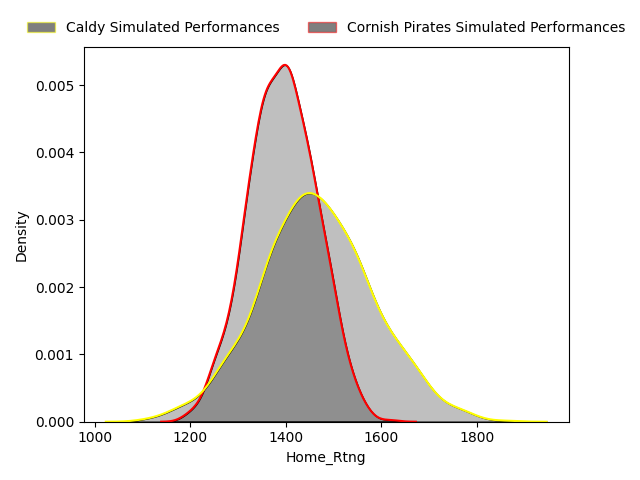 Caldy Simulated Performances
Cornish Pirates Simulated Performances
0.005
0.004
0.003
0.002
0.001
0.000
Density
1000 1200 1400 1600 1800
Home_Rtng